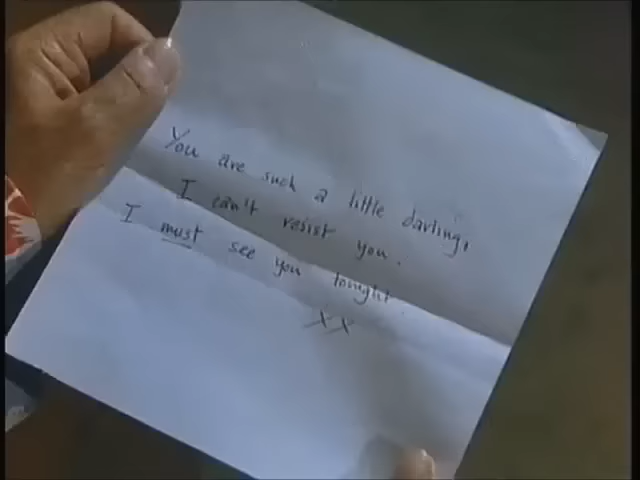 You are such a little darling,
I can't resist you.
I must see you tonight
XX